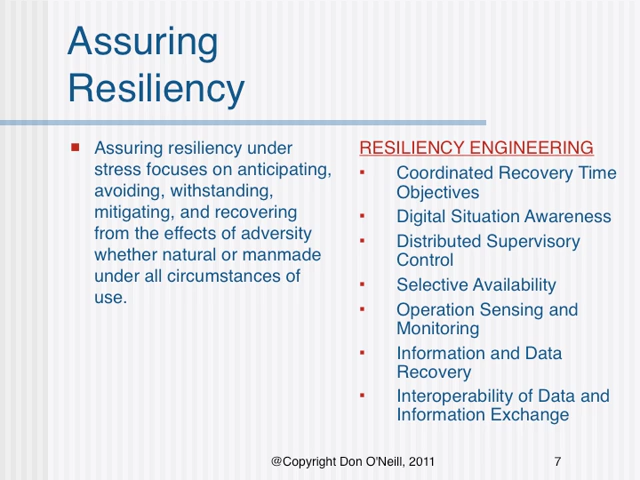 Assuring
Resiliency
Assuring resiliency under
stress focuses on anticipating,
avoiding, withstanding,
mitigating, and recovering
from the effects of adversity
whether natural or manmade
under all circumstances of
use.
RESILIENCY ENGINEERING
Coordinated Recovery Time
Objectives
Digital Situation Awareness
Distributed Supervisory
Control
Selective Availability
Operation Sensing and
Monitoring
Information and Data
Recovery
Interoperability of Data and
Information Exchange
@Copyright Don O'Neill, 2011
7